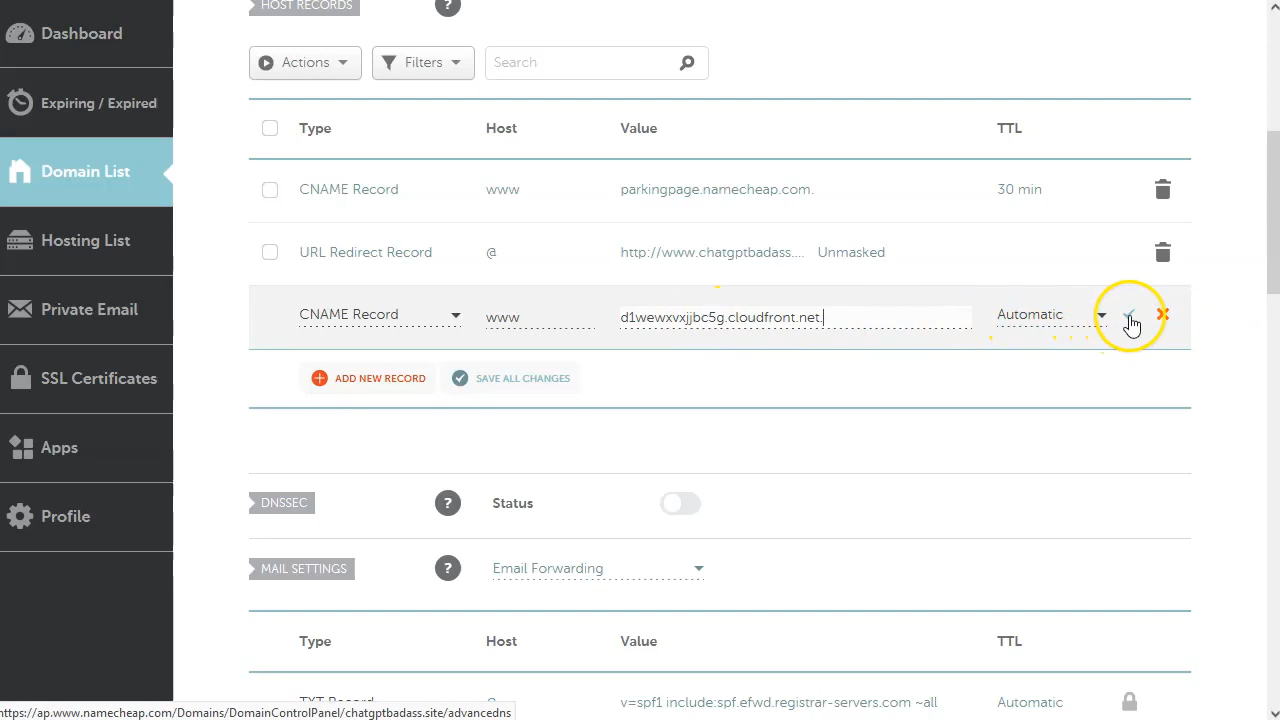 HOST RECORDS
?
Dashboard
Actions
Filters
Search
Expiring / Expired
Type Host Value TTL
Domain List
CNAME Record www parkingpage.namecheap.com. 30 min
Hosting List
URL Redirect Record @ http://www.chatgptbadass.... Unmasked
Private Email
CNAME Record www d1wewxvxjjbc5g.cloudfront.net. Automatic
SSL Certificates
ADD NEW RECORD
SAVE ALL CHANGES
Apps
DNSSEC
?
Status
Profile
MAIL SETTINGS
?
Email Forwarding
Type Host Value TTL
TXT Record @ v=spf1 include:spf.efwd.registrar-servers.com ~all Automatic
https://ap.www.namecheap.com/Domains/DomainControlPanel/chatgptbadass.site/advancedns